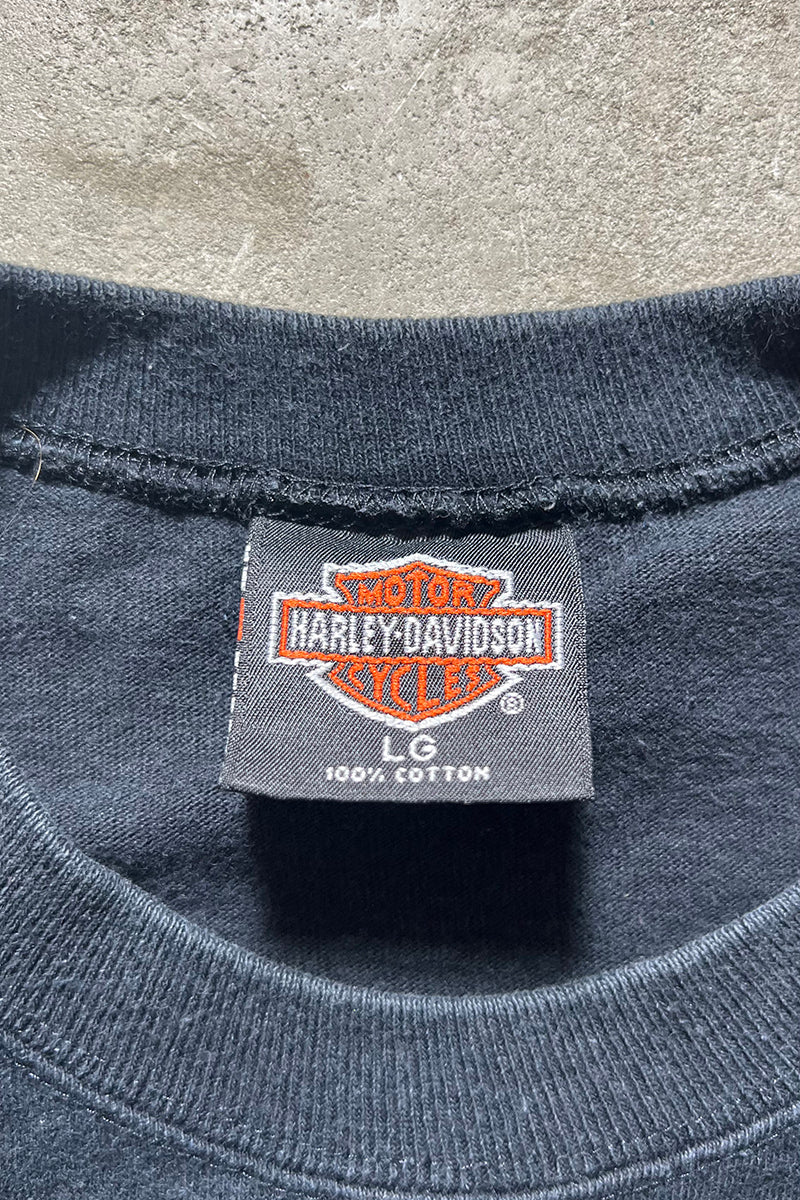 MOTOR
HARLEY-DAVIDSON
CYCLES
®
LG
100% COTTON